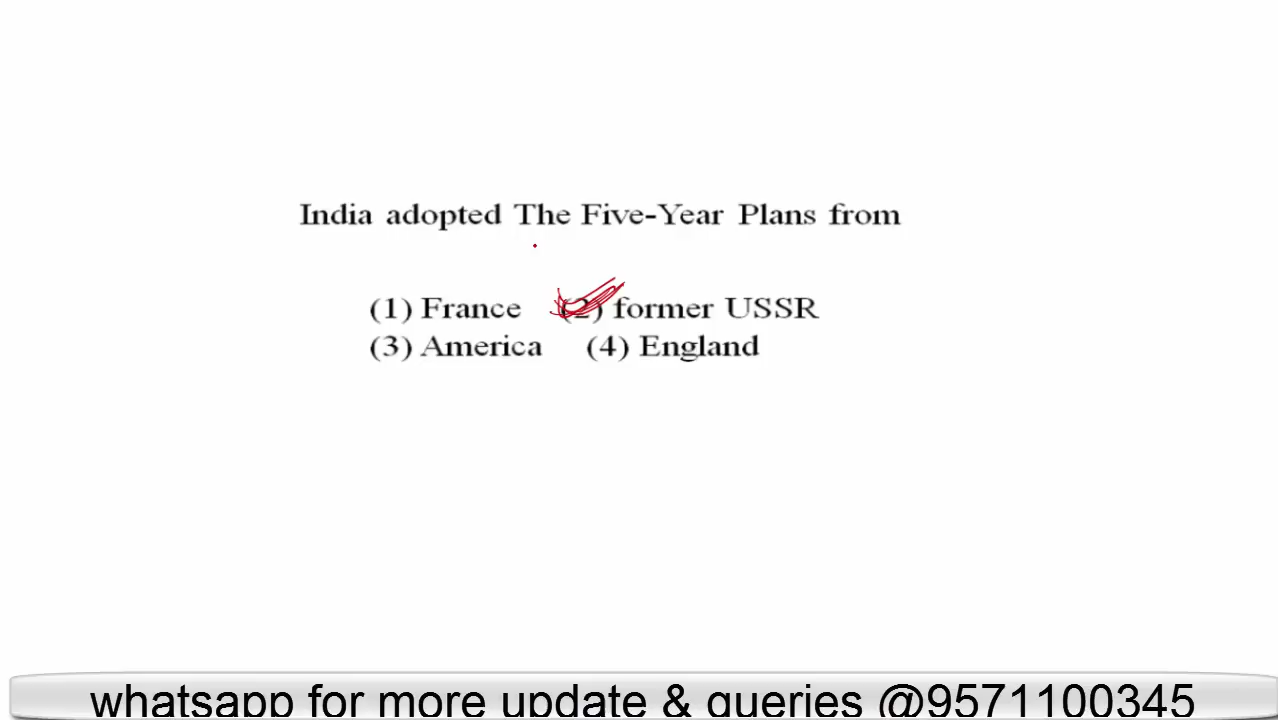 India adopted The Five-Year Plans from
(1) France (2) former USSR
(3) America (4) England
whatsapp for more update & queries @9571100345